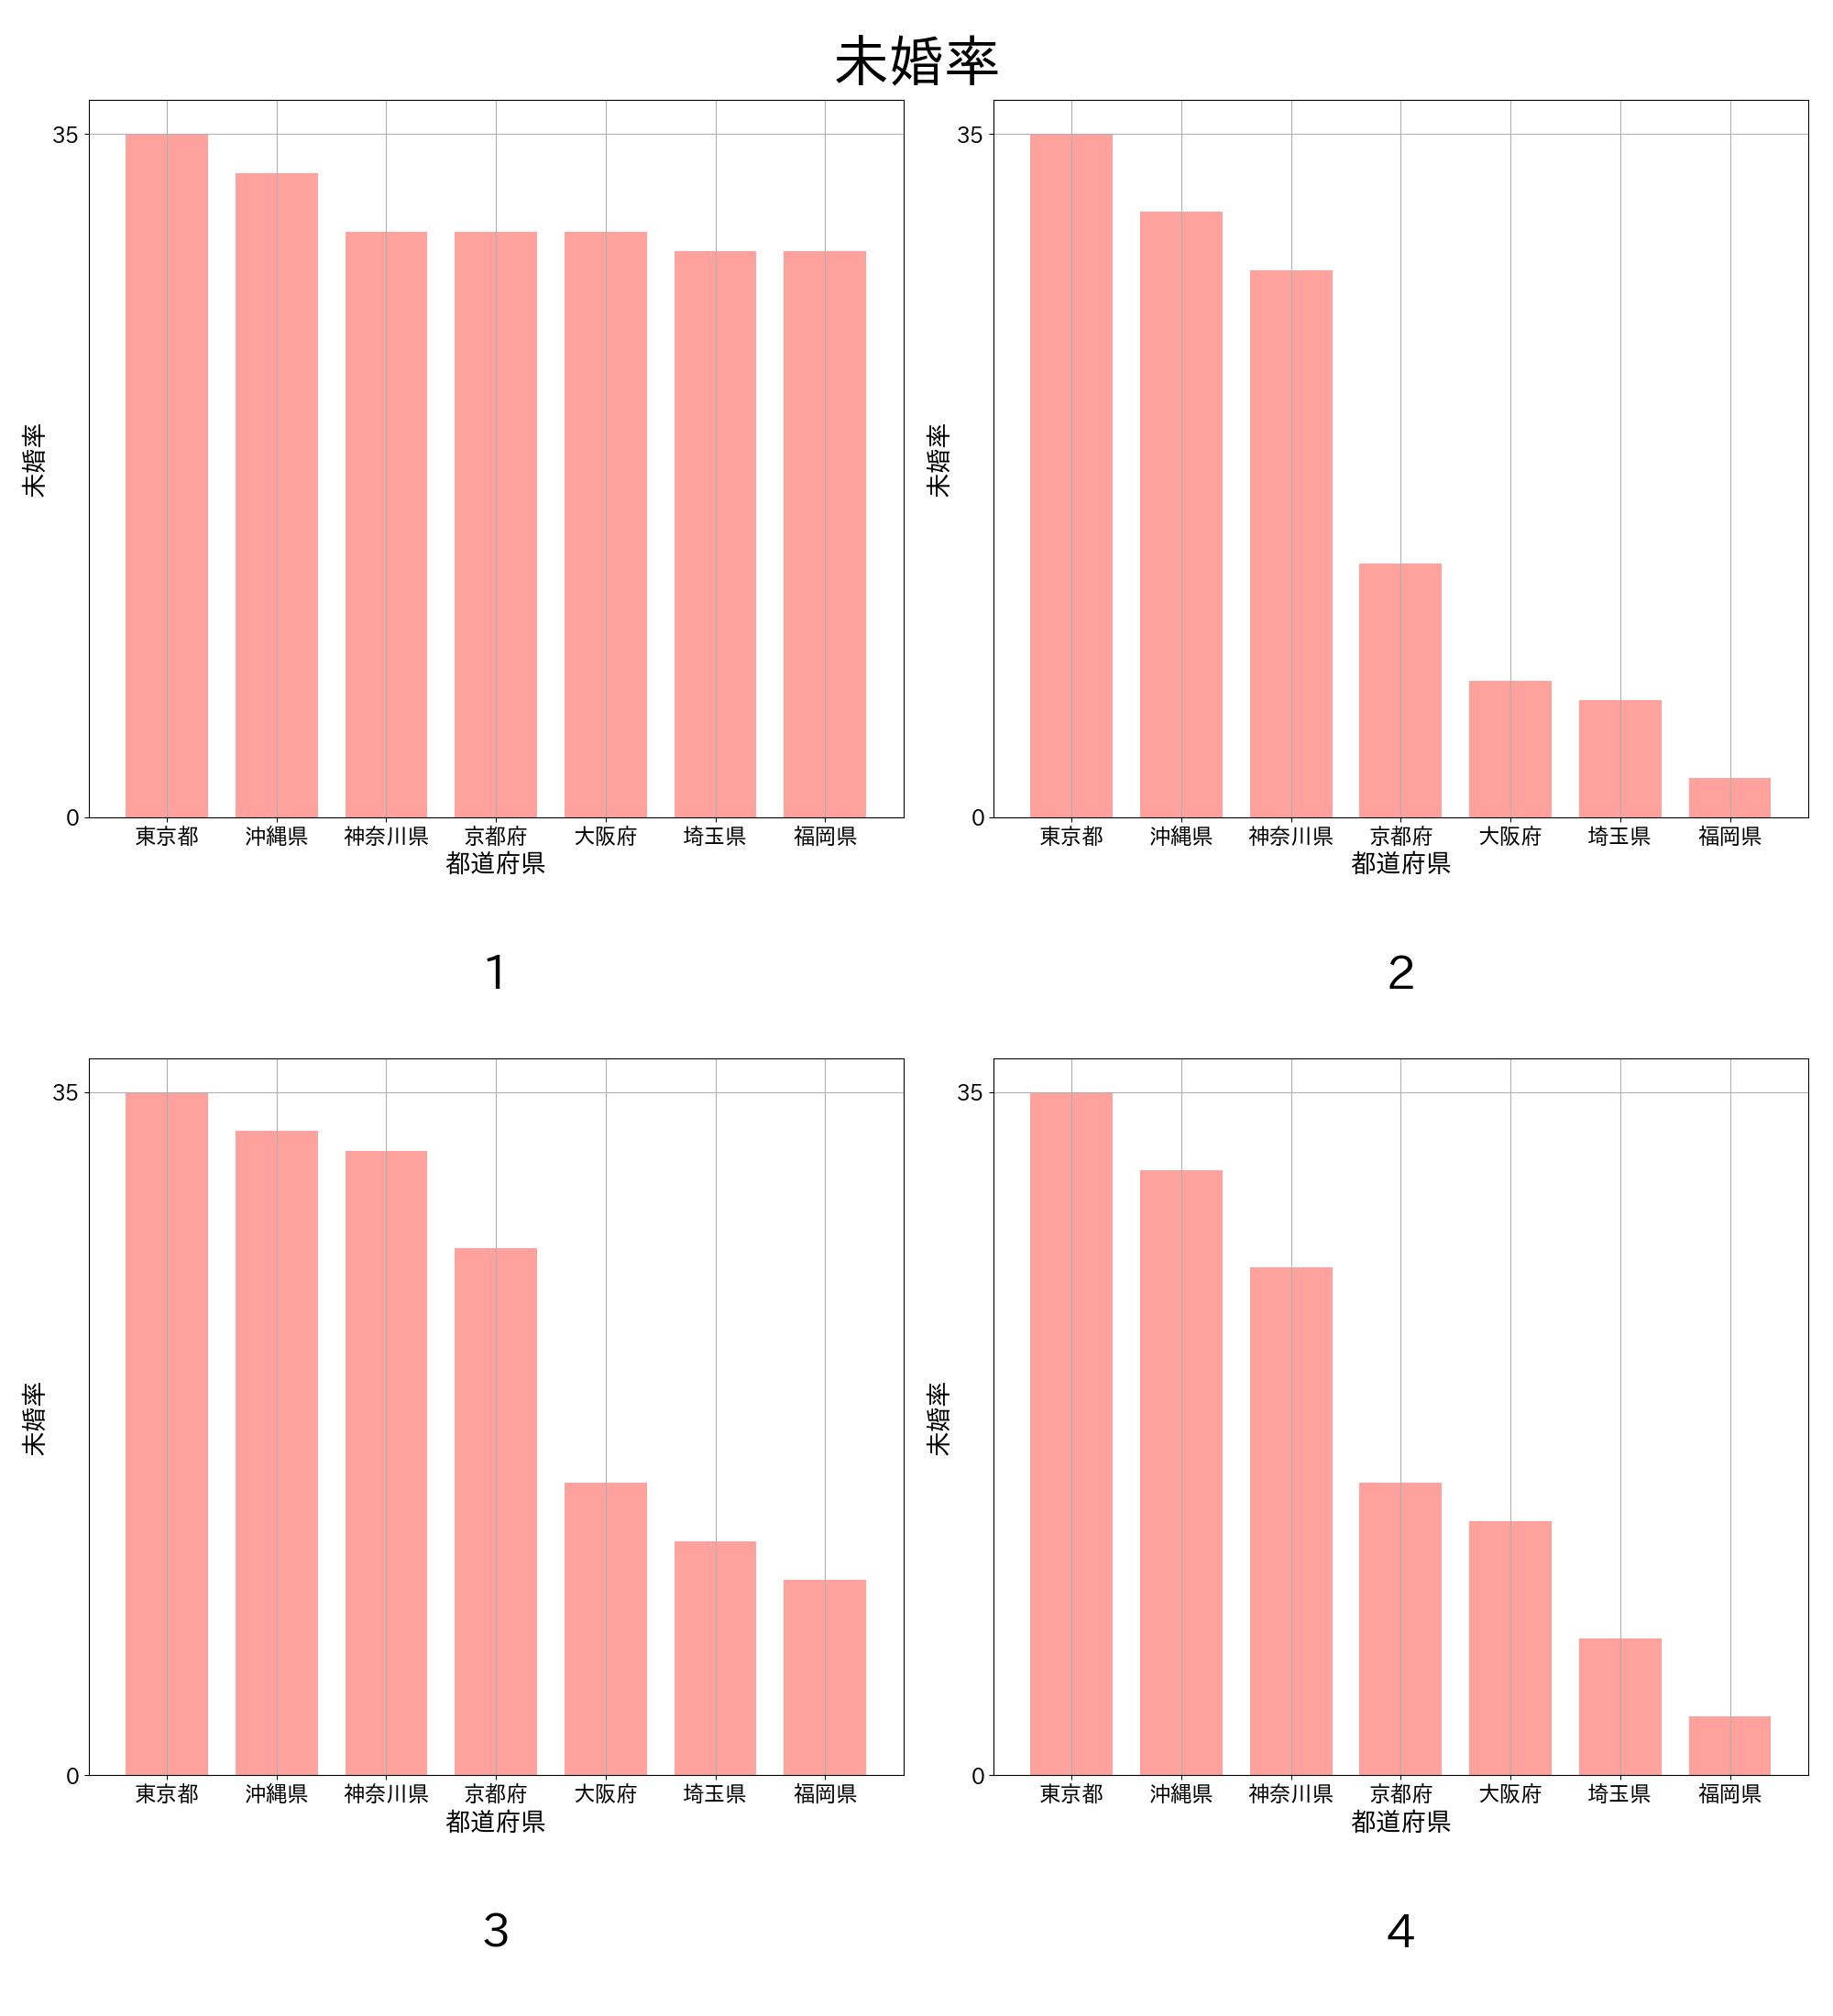 未婚率
35
0
未婚率
東京都 沖縄県 神奈川県 京都府 大阪府 埼玉県 福岡県
都道府県
1
35
0
未婚率
東京都 沖縄県 神奈川県 京都府 大阪府 埼玉県 福岡県
都道府県
2
35
0
未婚率
東京都 沖縄県 神奈川県 京都府 大阪府 埼玉県 福岡県
都道府県
3
35
0
未婚率
東京都 沖縄県 神奈川県 京都府 大阪府 埼玉県 福岡県
都道府県
4